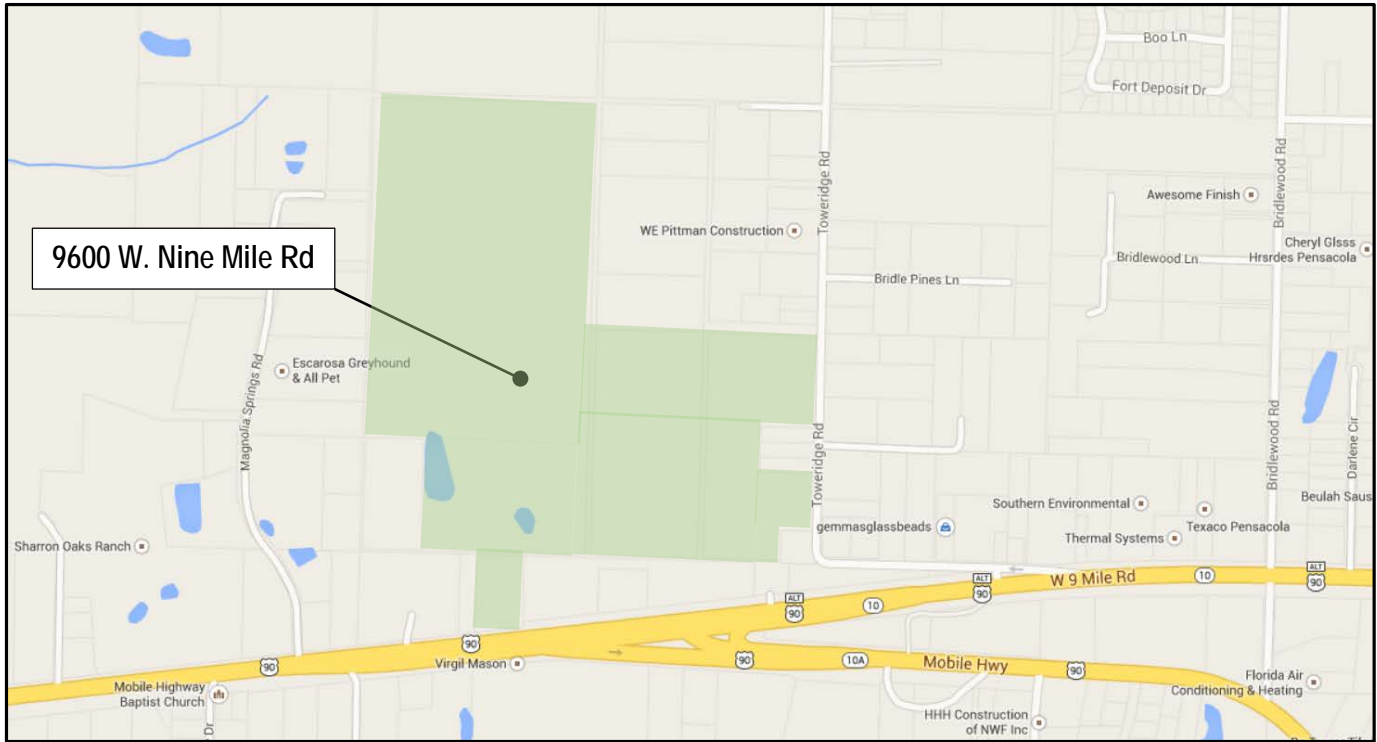 Boo Ln
Fort Deposit Dr
Toweridge Rd
Bridlewood Rd
Awesome Finish
WE Pittman Construction
Cheryl Glsss
Hrsrdes Pensacola
Bridlewood Ln
9600 W. Nine Mile Rd
Bridle Pines Ln
Escarosa Greyhound
& All Pet
Magnolia Springs Rd
Toweridge Rd
Bridlewood Rd
Darlene Cir
Beulah Saus
Southern Environmental
Texaco Pensacola
gemmasglassbeads
Thermal Systems
Sharron Oaks Ranch
ALT
90
W 9 Mile Rd
10
ALT
90
ALT
90
10
90
90
Virgil Mason
90
10A
Mobile Hwy
90
Mobile Highway
Baptist Church
Dr
Florida Air
Conditioning & Heating
HHH Construction
of NWF Inc